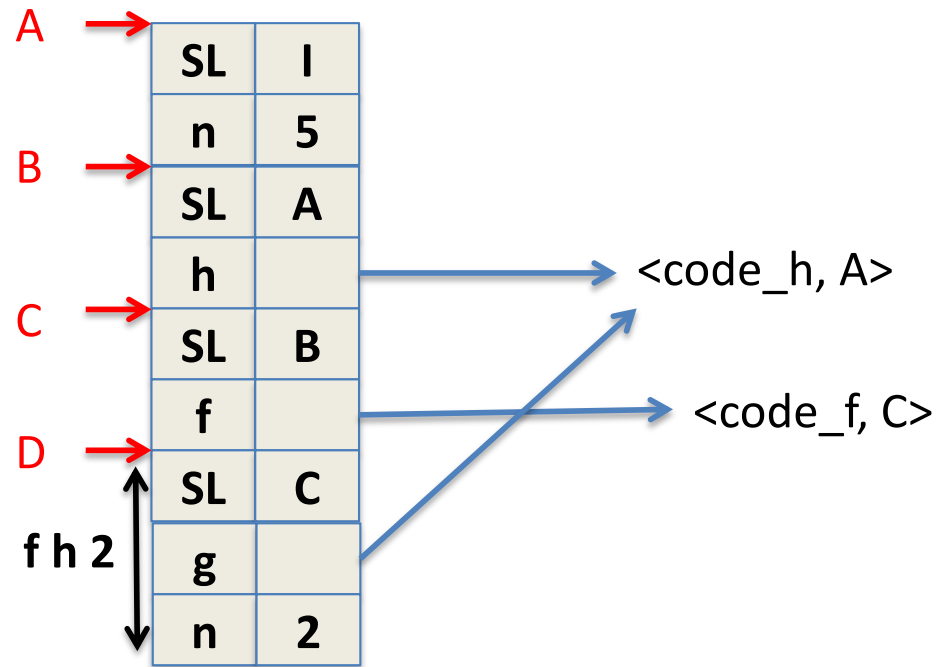 A
SL I
n 5
B
SL A
h
<code_h, A>
C
SL B
f
<code_f, C>
D
SL C
f h 2
g
n 2